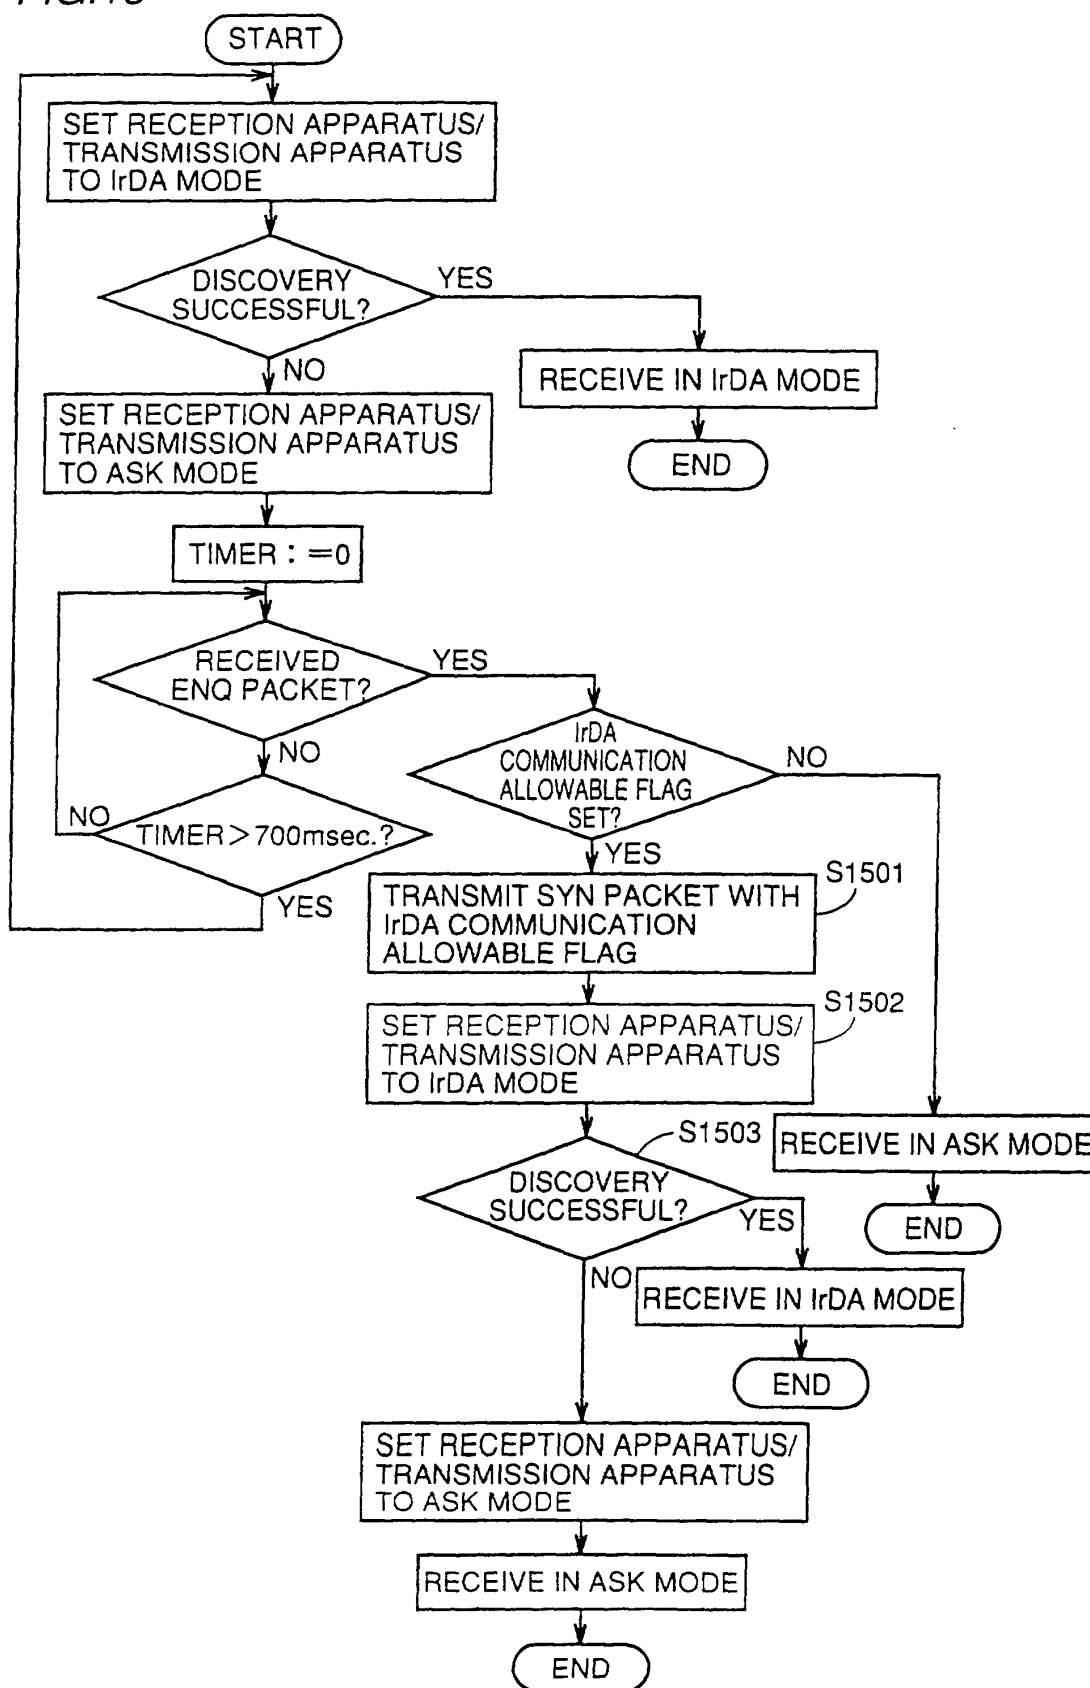 START
SET RECEPTION APPARATUS/
TRANSMISSION APPARATUS
TO IrDA MODE
DISCOVERY
SUCCESSFUL?
YES
NO
RECEIVE IN IrDA MODE
END
SET RECEPTION APPARATUS/
TRANSMISSION APPARATUS
TO ASK MODE
TIMER : =0
RECEIVED
ENQ PACKET?
YES
NO
IrDA
COMMUNICATION
ALLOWABLE FLAG
SET?
NO
YES
NO
TIMER>700msec.?
YES
S1501
TRANSMIT SYN PACKET WITH
IrDA COMMUNICATION
ALLOWABLE FLAG
S1502
SET RECEPTION APPARATUS/
TRANSMISSION APPARATUS
TO IrDA MODE
S1503
RECEIVE IN ASK MODE
END
DISCOVERY
SUCCESSFUL?
YES
NO
RECEIVE IN IrDA MODE
END
SET RECEPTION APPARATUS/
TRANSMISSION APPARATUS
TO ASK MODE
RECEIVE IN ASK MODE
END